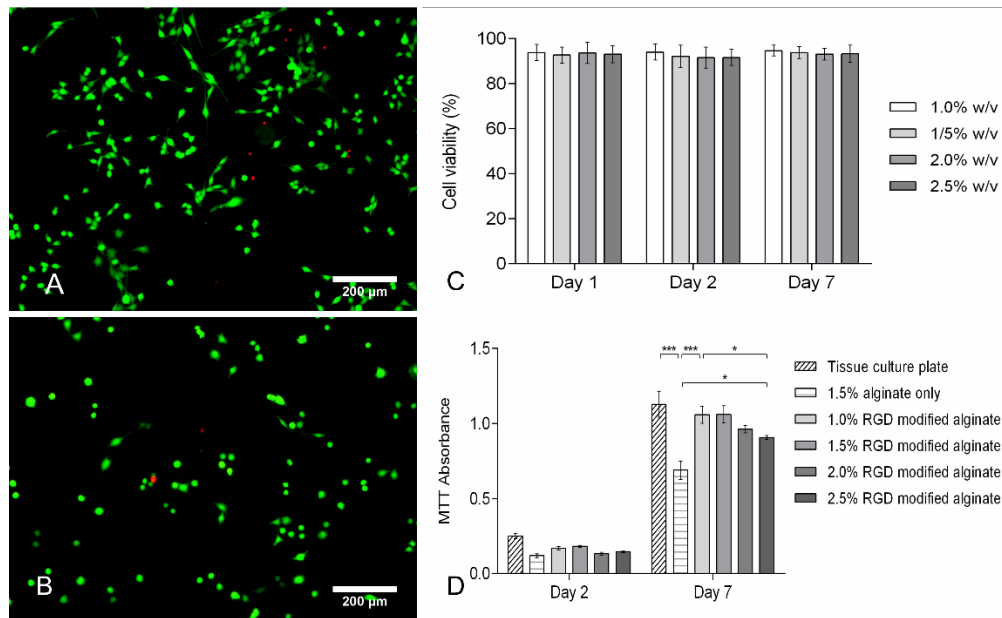 A
200 µm
B
200 µm
Cell viability (%)
100
80
60
40
20
0
Day 1 Day 2 Day 7
C
1.0% w/v
1/5% w/v
2.0% w/v
2.5% w/v
MTT Absorbance
1.5
1.0
0.5
0.0
*** *** *
*
Day 2 Day 7
D
Tissue culture plate
1.5% alginate only
1.0% RGD modified alginate
1.5% RGD modified alginate
2.0% RGD modified alginate
2.5% RGD modified alginate